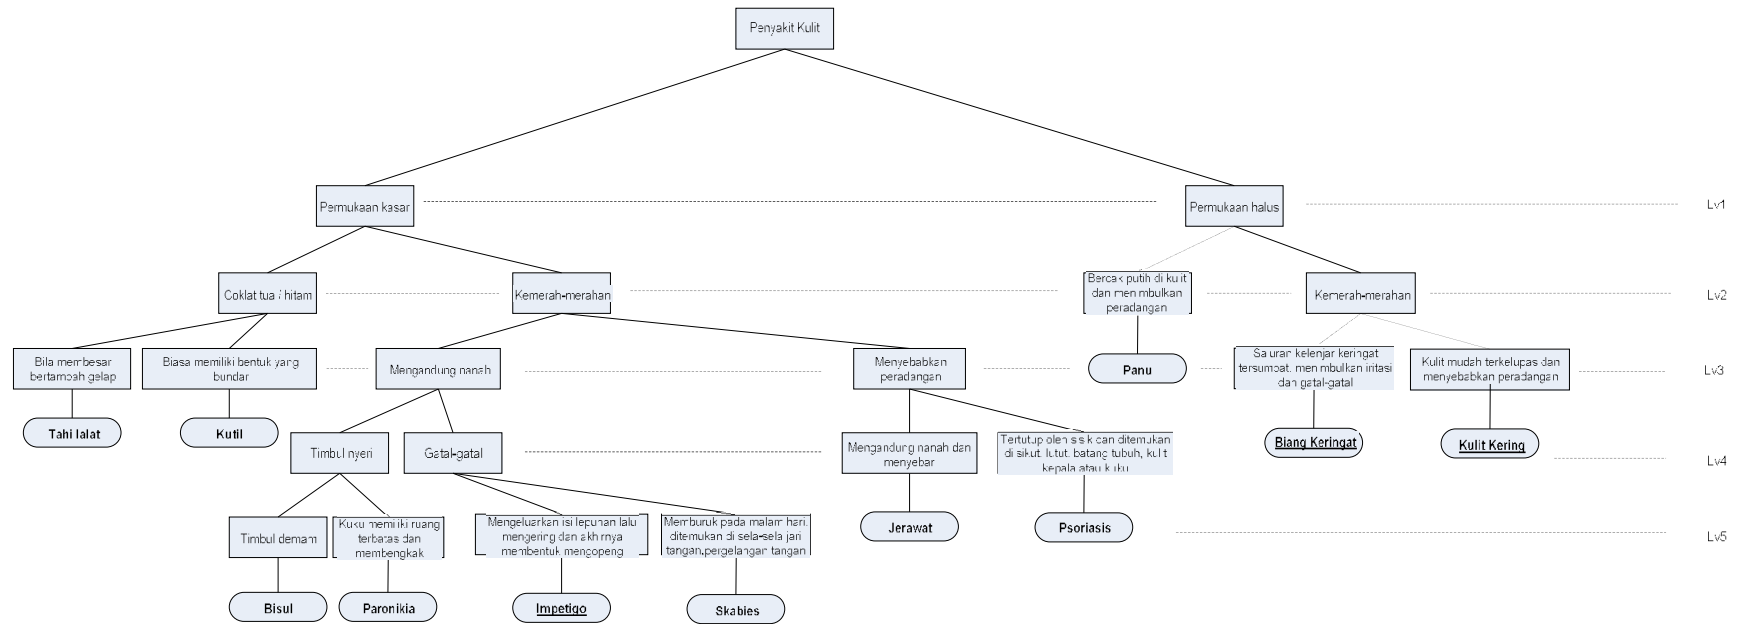 Penyakit Kulit
Permukaan kasar
Permukaan halus
Lv1
Coklat tua / hitam
Kemerah-merahan
Bercak putih di kulit
dan menimbulkan
peradangan
Kemerah-merahan
Lv2
Bila membesar
bertambah gelap
Biasa memiliki bentuk yang
bundar
Mengandung nanah
Menyebabkan
peradangan
Panu
Saluran kelenjar keringat
tersumbat, menimbulkan iritasi
dan gatal-gatal
Kulit mudah terkelupas dan
menyebabkan peradangan
Lv3
Tahi lalat
Kutil
Timbul nyeri
Gatal-gatal
Mengandung nanah dan
menyebar
Tertutup oleh sisik dan ditemukan
di sikut, lutut, batang tubuh, kulit
kepala atau kuku
Biang Keringat
Kulit Kering
Lv4
Timbul demam
Kuku memiliki ruang
terbatas dan
membengkak
Mengeluarkan isi lepuhan lalu
mengering dan akhirnya
membentuk mengopeng
Memburuk pada malam hari,
ditemukan di sela-sela jari
tangan,pergelangan tangan
Jerawat
Psoriasis
Lv5
Bisul
Paronikia
Impetigo
Skabies